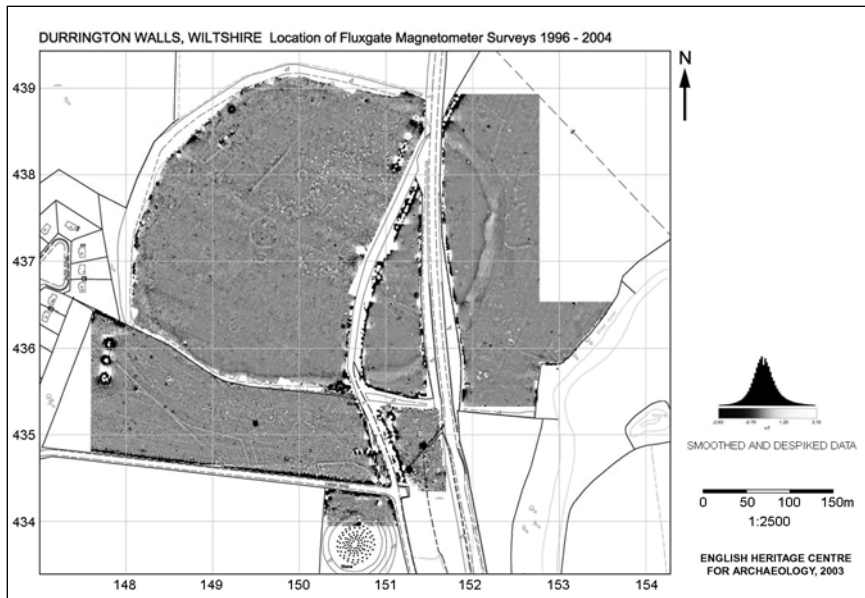 DURRINGTON WALLS, WILTSHIRE Location of Fluxgate Magnetometer Surveys 1996 - 2004
N
439
438
437
436
435
434
148 149 150 151 152 153 154
nT
SMOOTHED AND DESPIKED DATA
0 50 100 150m
1:2500
ENGLISH HERITAGE CENTRE
FOR ARCHAEOLOGY, 2003